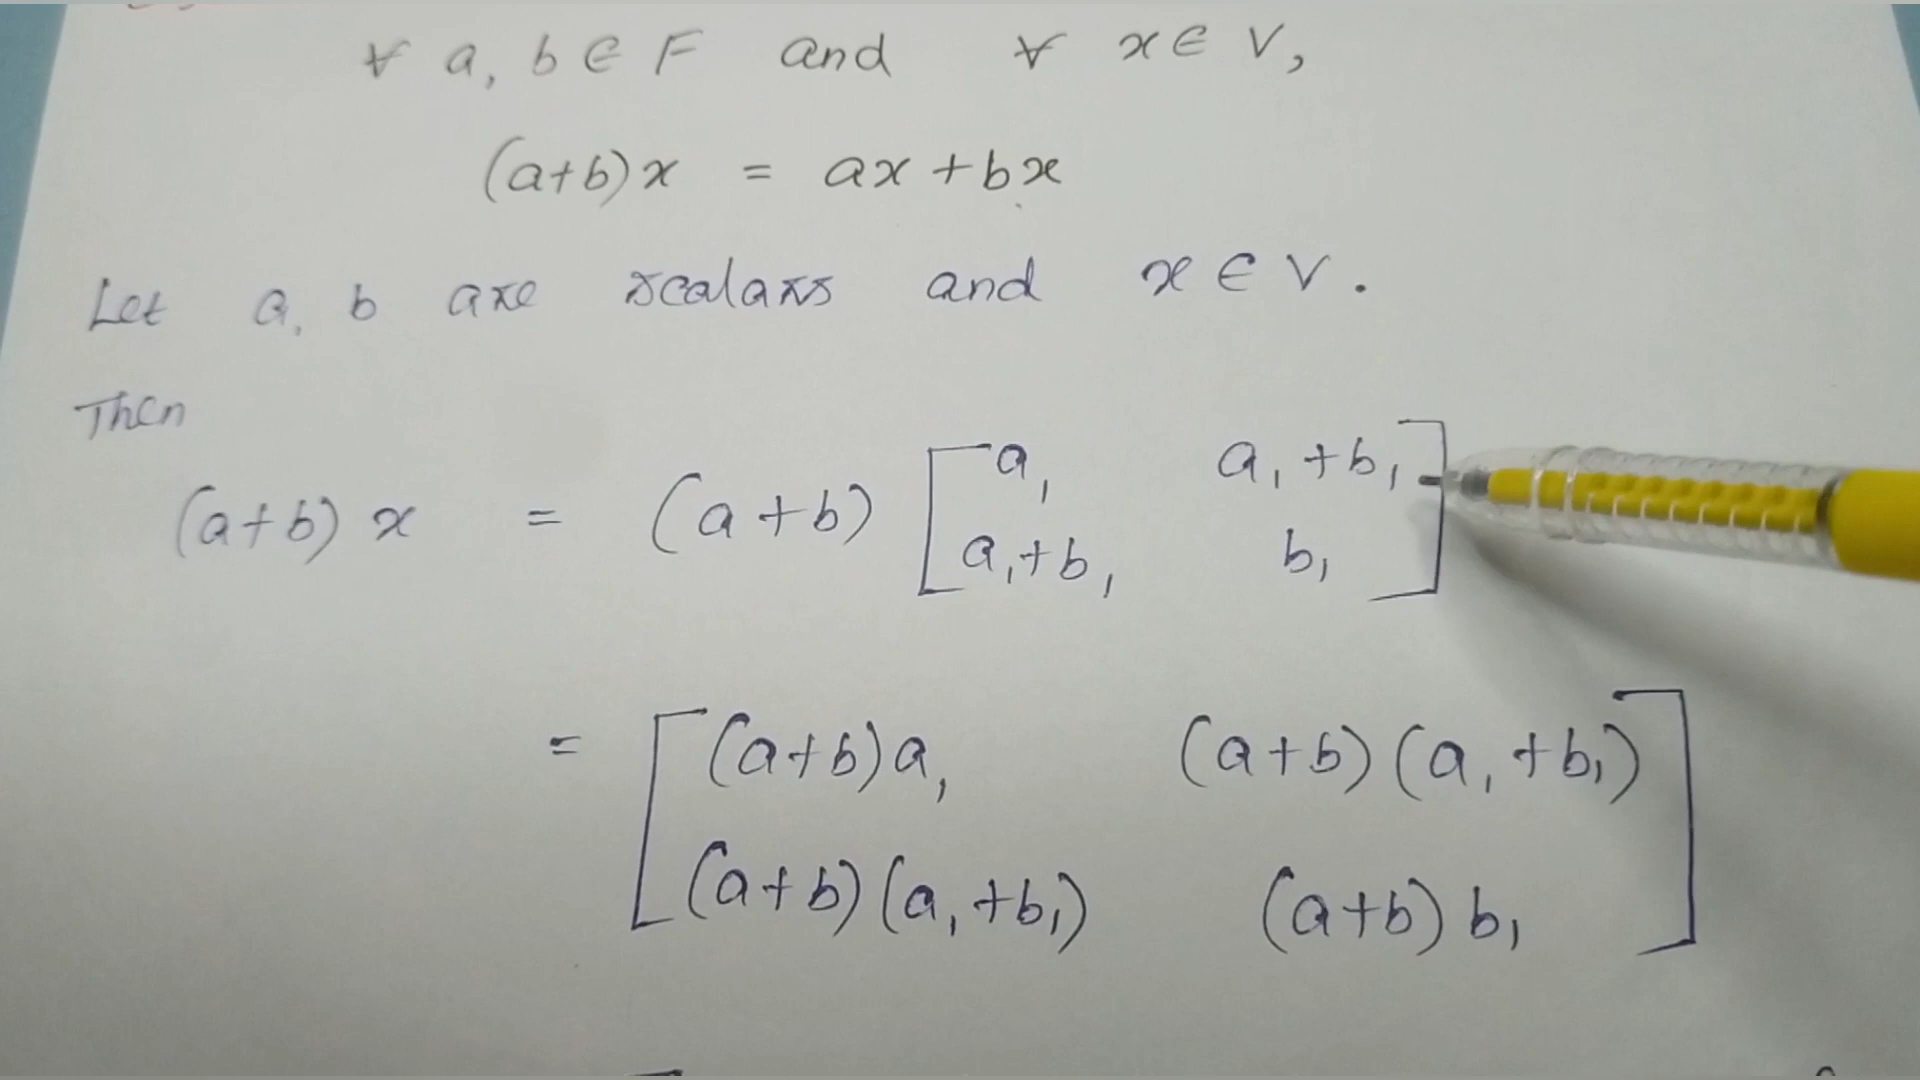 ∀ a, b ∈ F and ∀ x ∈ V,
(a+b)x = ax + bx
Let a, b are scalars and x ∈ V.
Then
(a+b) x = (a+b) [a₁ a₁+b₁
a₁+b₁ b₁]
= [(a+b)a₁ (a+b)(a₁+b₁)
(a+b)(a₁+b₁) (a+b)b₁]